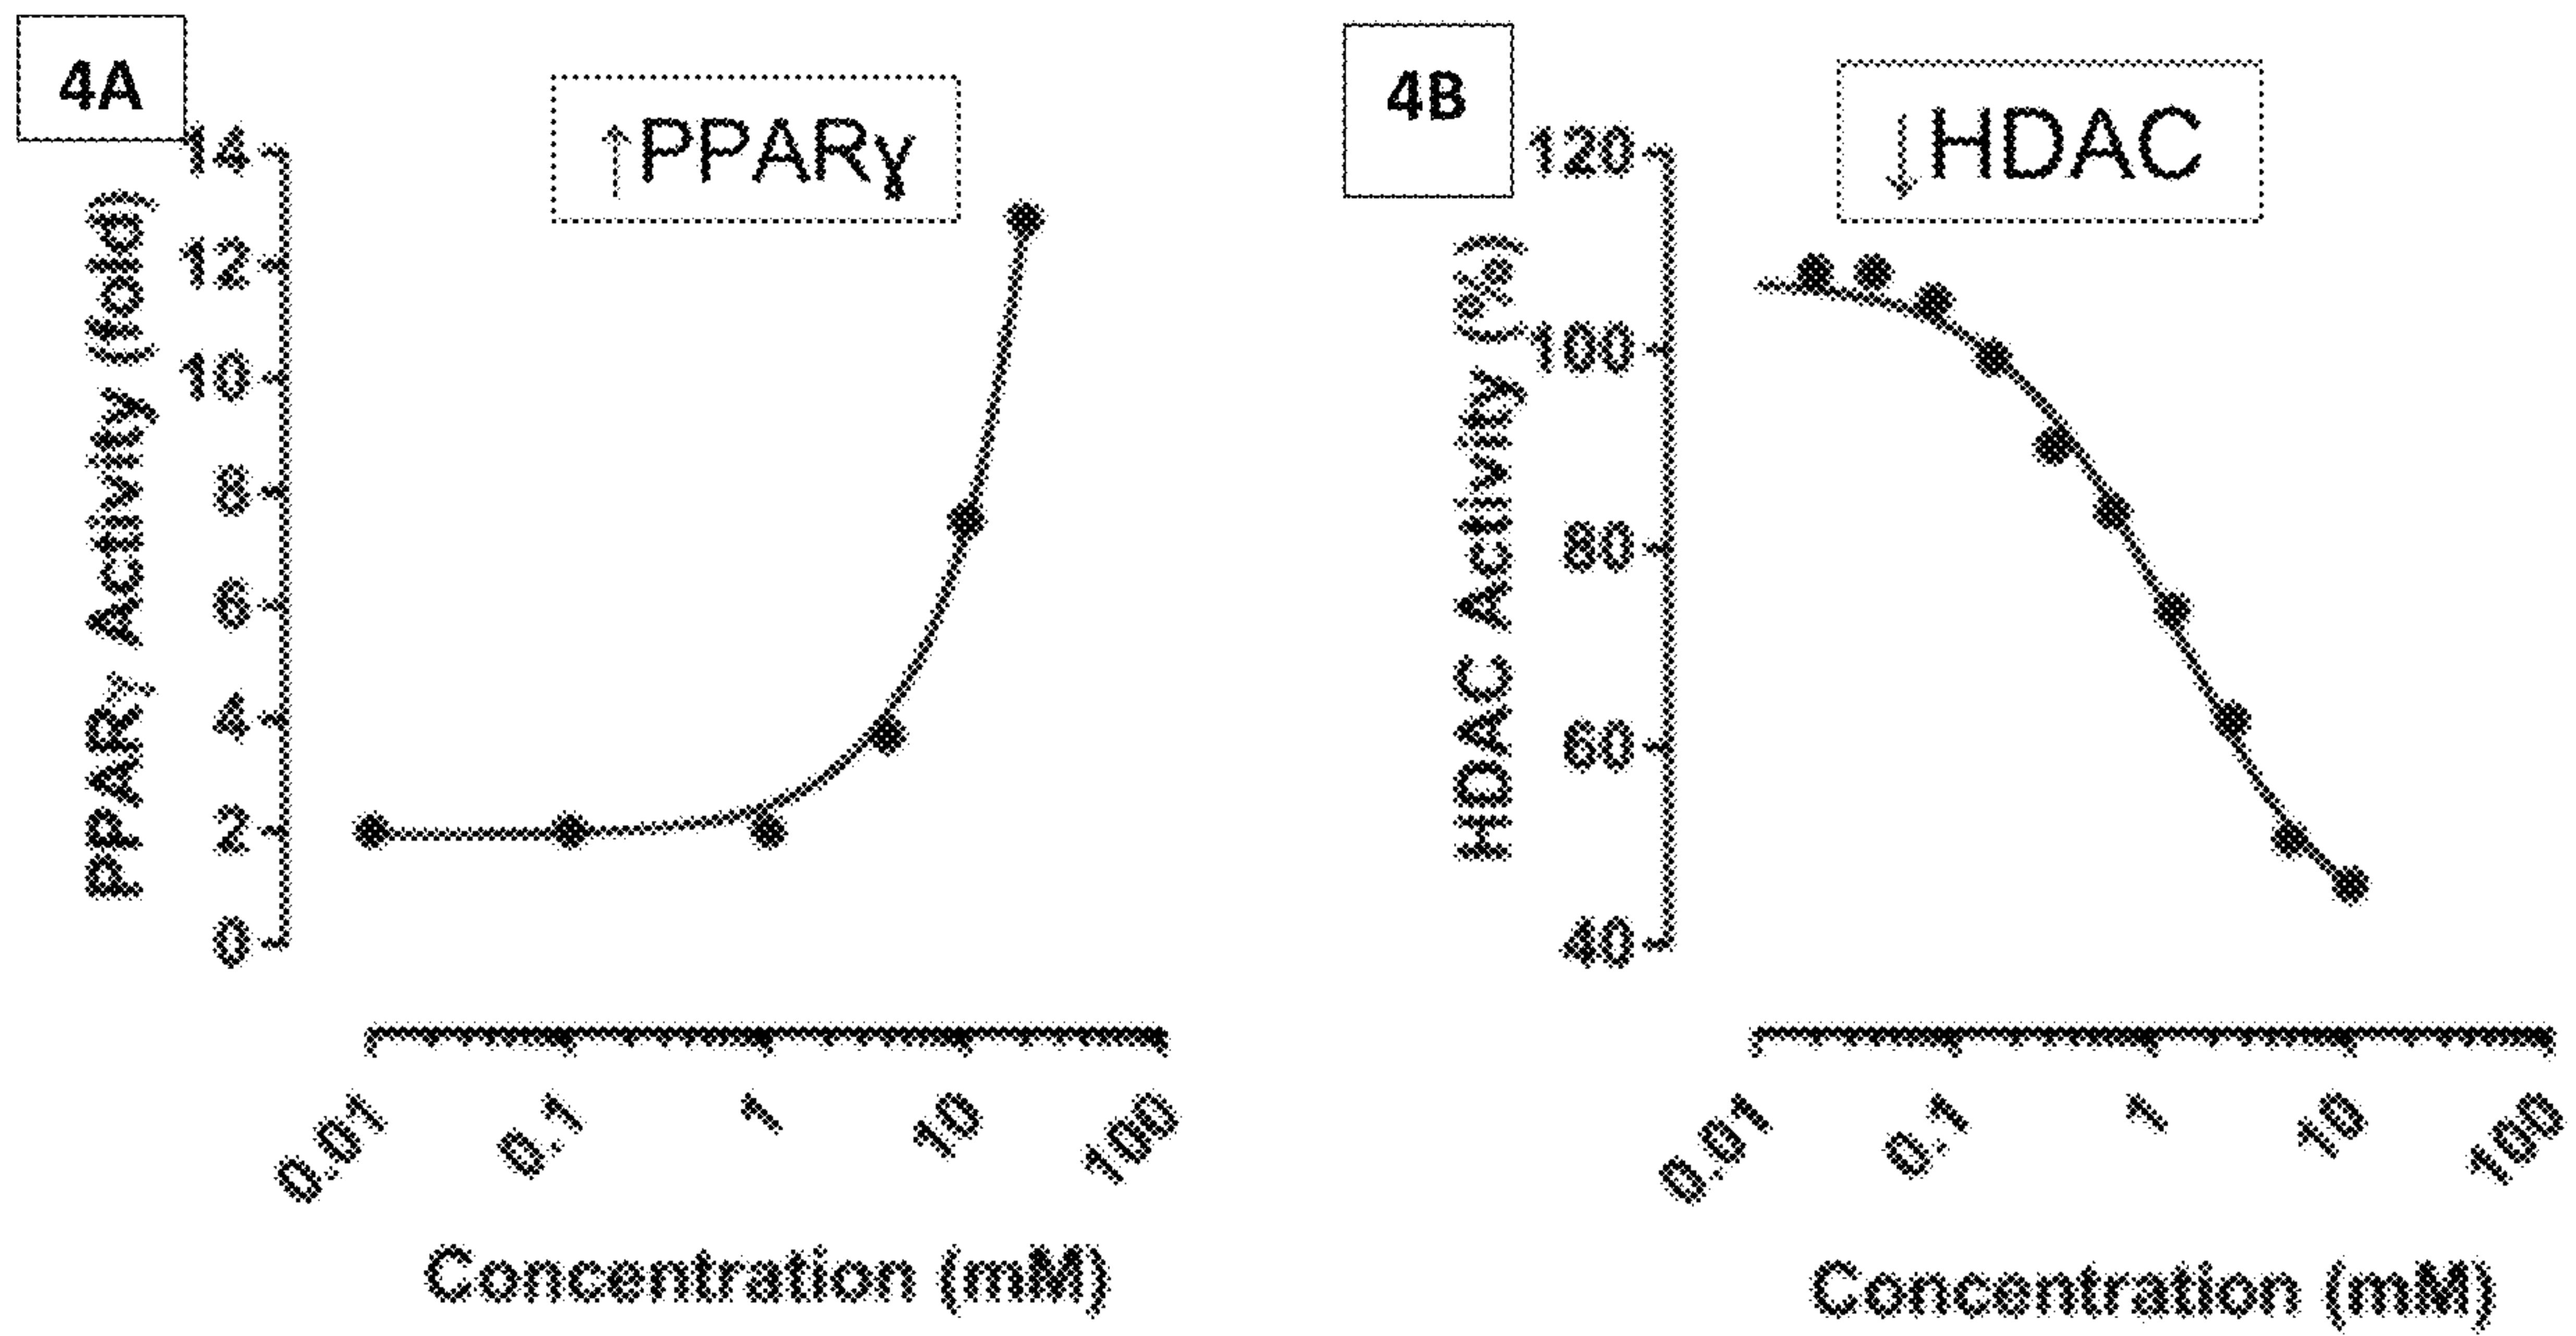 4A
↑PPARγ
PPARγ Activity (fold)
14
12
10
8
6
4
2
0
0.01
0.1
1
10
100
Concentration (mM)
4B
↓HDAC
HDAC Activity (%)
120
100
80
60
40
0.01
0.1
1
10
100
Concentration (mM)